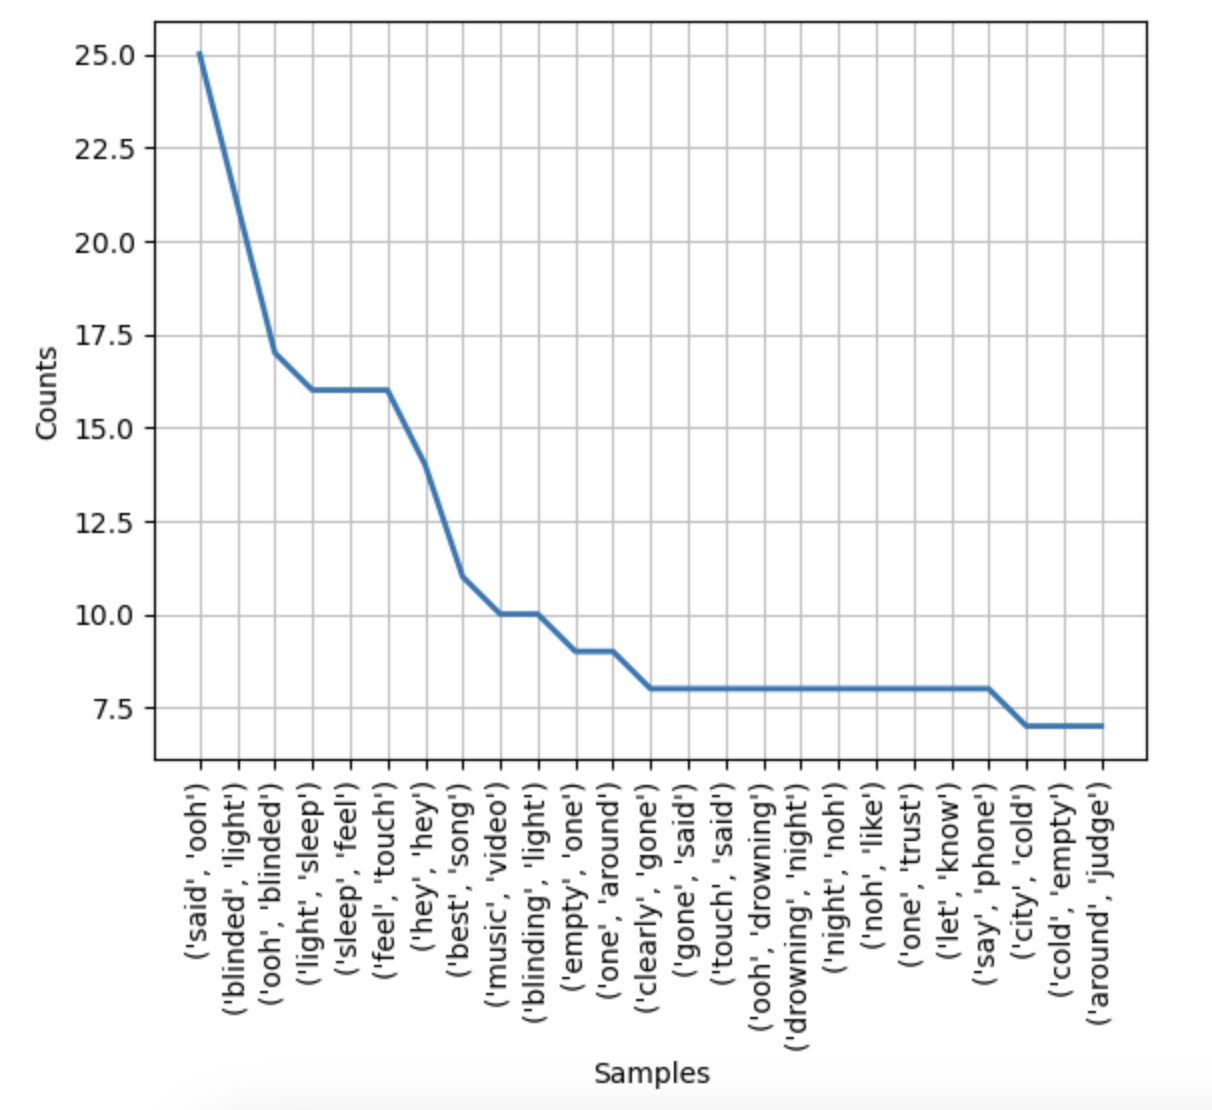 25.0
22.5
20.0
17.5
15.0
12.5
10.0
7.5
Counts
('said', 'ooh')
('blinded', 'light')
('ooh', 'blinded')
('light', 'sleep')
('sleep', 'feel')
('feel', 'touch')
('hey', 'hey')
('best', 'song')
('music', 'video')
('blinding', 'light')
('empty', 'one')
('one', 'around')
('clearly', 'gone')
('gone', 'said')
('touch', 'said')
('ooh', 'drowning')
('drowning', 'night')
('night', 'noh')
('noh', 'like')
('one', 'trust')
('let', 'know')
('say', 'phone')
('city', 'cold')
('cold', 'empty')
('around', 'judge')
Samples